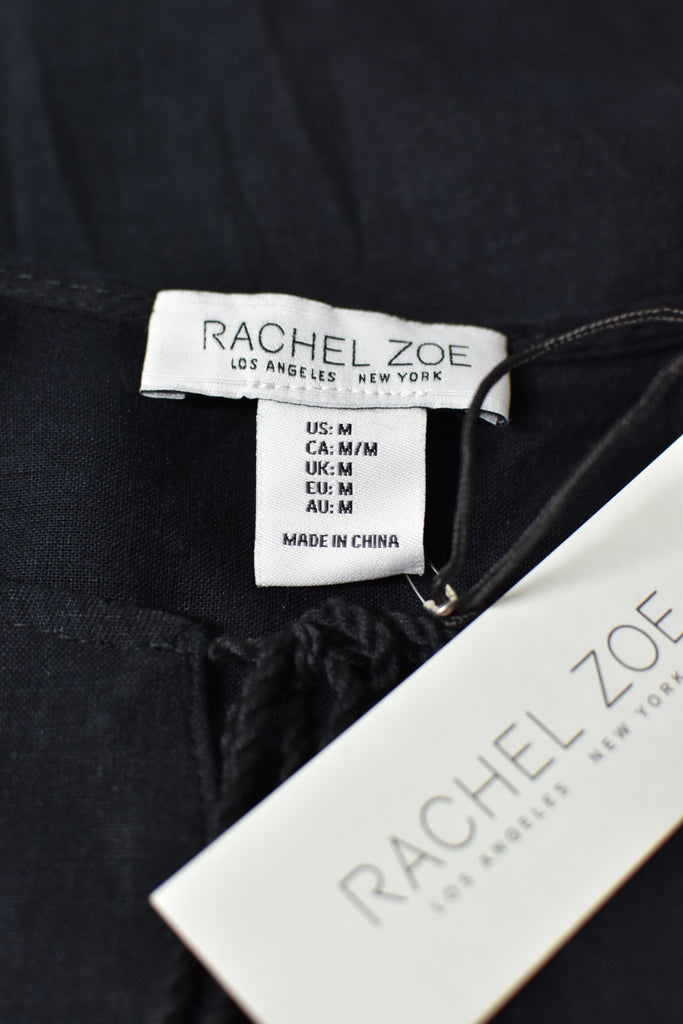 RACHEL ZOE
LOS ANGELES NEW YORK
US: M
CA: M/M
UK: M
EU: M
AU: M
MADE IN CHINA
RACHEL ZOE
LOS ANGELES NEW YORK